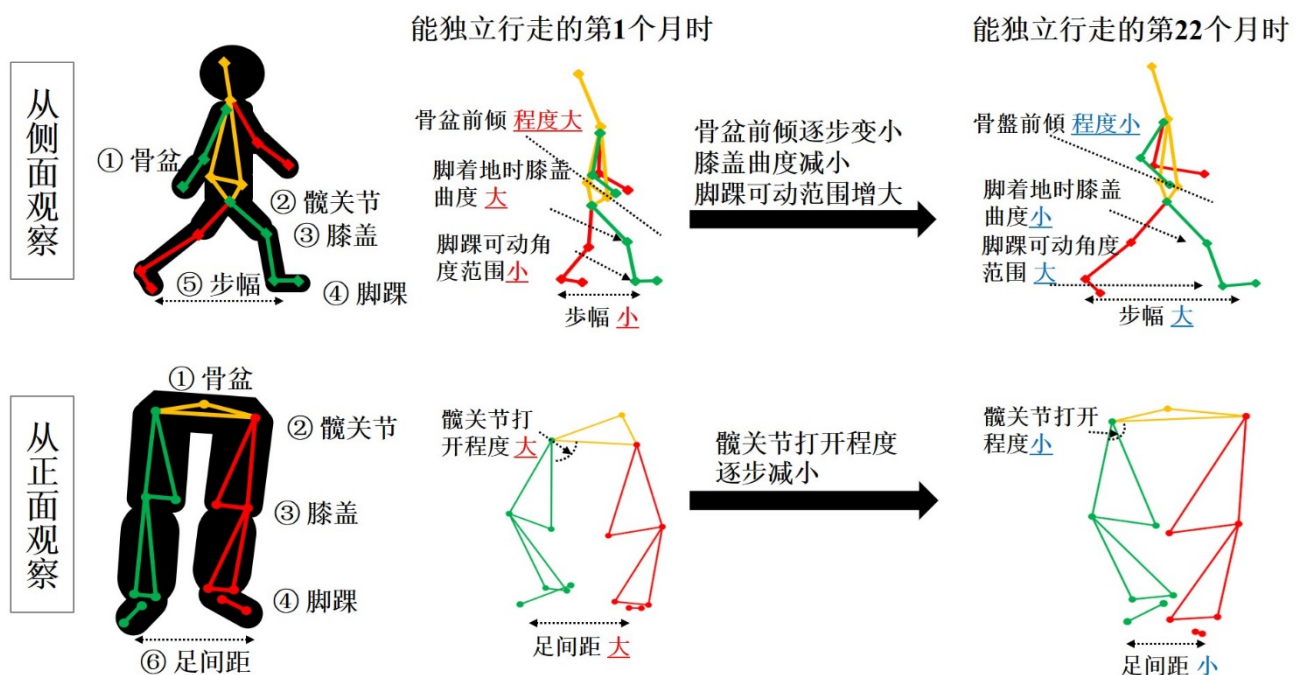 能独立行走的第1个月时
能独立行走的第22个月时
从侧面观察
① 骨盆
② 髋关节
③ 膝盖
④ 脚踝
⑤ 步幅
骨盆前倾 程度大
脚着地时膝盖
曲度 大
脚踝可动角
度范围小
步幅 小
骨盆前倾逐步变小
膝盖曲度减小
脚踝可动范围增大
骨盤前傾 程度小
脚着地时膝盖
曲度小
脚踝可动角度
范围 大
步幅 大
从正面观察
① 骨盆
② 髋关节
③ 膝盖
④ 脚踝
⑥ 足间距
髋关节打
开程度 大
足间距 大
髋关节打开程度
逐步减小
髋关节打开
程度小
足间距 小